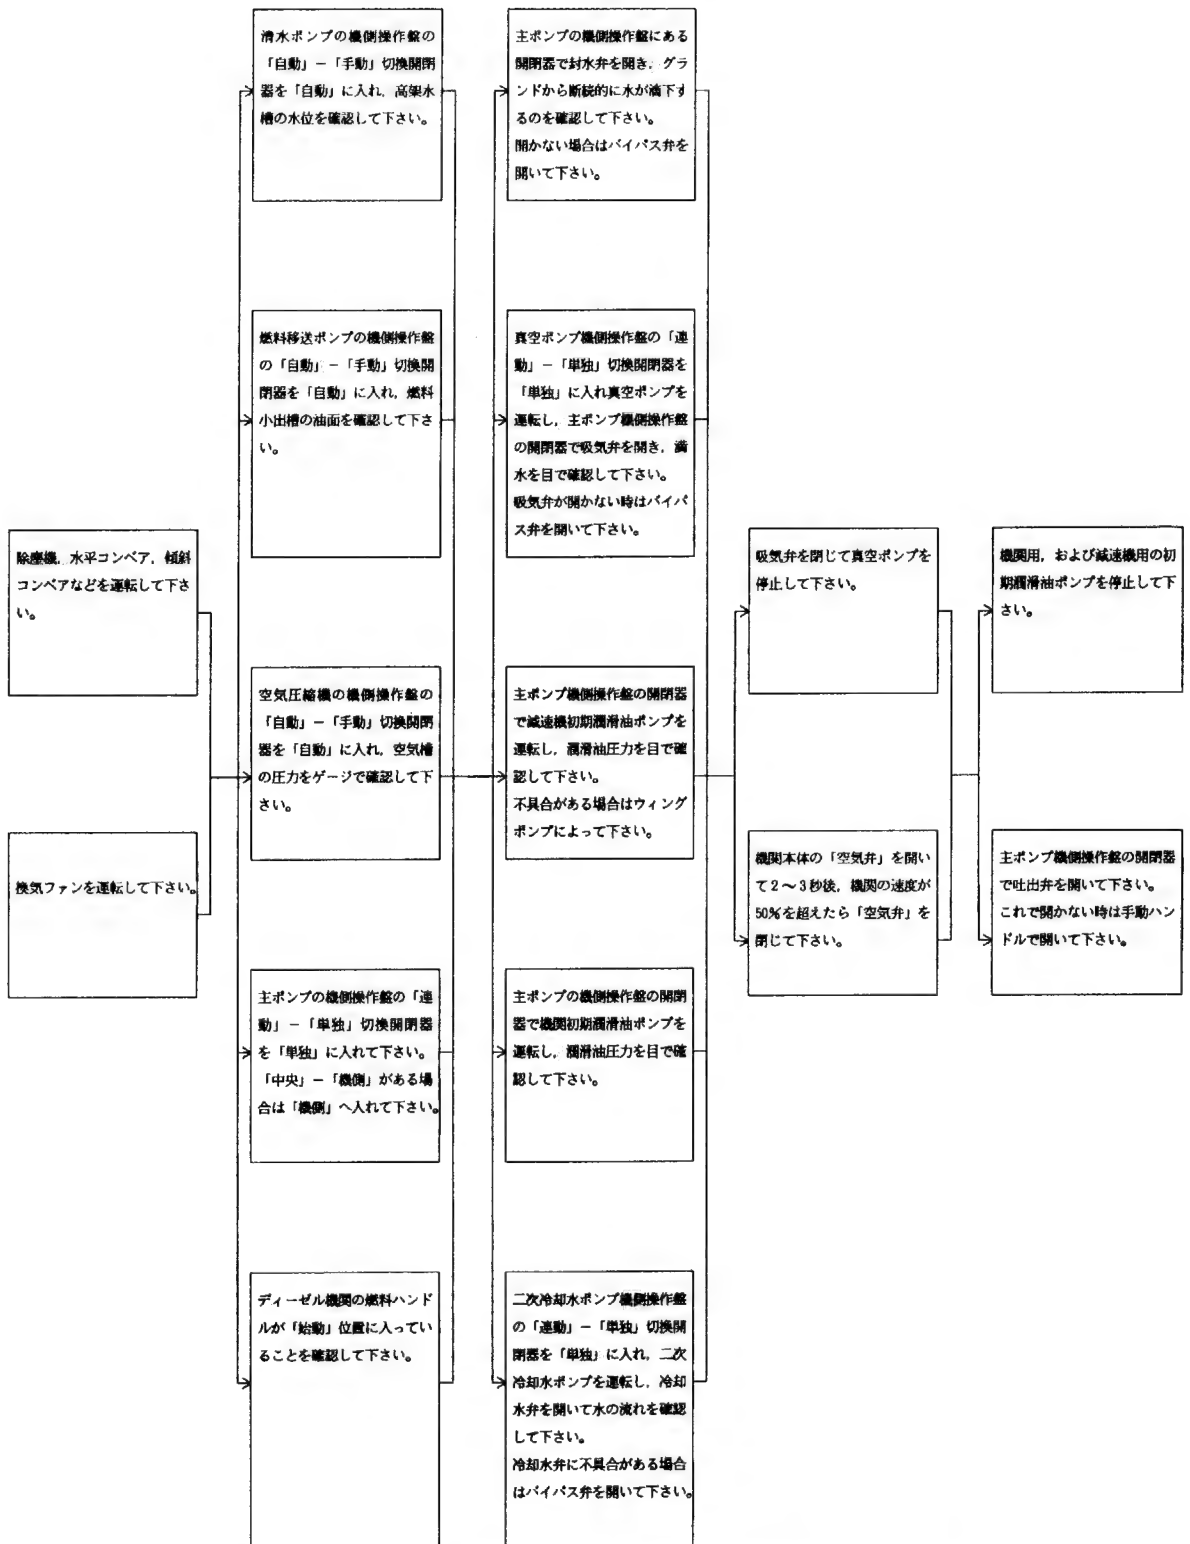 除塵機，水平コンベア，傾斜
コンベアなどを運転して下さ
い。
換気ファンを運転して下さい。
清水ポンプの機側操作盤の
「自動」－「手動」切換開閉
器を「自動」に入れ，高架水
槽の水位を確認して下さい。
燃料移送ポンプの機側操作盤
の「自動」－「手動」切換開
閉器を「自動」に入れ，燃料
小出槽の油面を確認して下さ
い。
空気圧縮機の機側操作盤の
「自動」－「手動」切換開閉
器を「自動」に入れ，空気槽
の圧力をゲージで確認して下
さい。
主ポンプの機側操作盤の「連
動」－「単独」切換開閉器
を「単独」に入れて下さい。
「中央」－「機側」がある場
合は「機側」へ入れて下さい。
ディーゼル機関の燃料ハンド
ルが「始動」位置に入ってい
ることを確認して下さい。
主ポンプの機側操作盤にある
開閉器で封水弁を開き，グラ
ンドから断続的に水が滴下す
るのを確認して下さい。
開かない場合はバイパス弁を
開いて下さい。
真空ポンプ機側操作盤の「連
動」－「単独」切換開閉器を
「単独」に入れ真空ポンプを
運転し，主ポンプ機側操作盤
の開閉器で吸気弁を開き，満
水を目で確認して下さい。
吸気弁が開かない時はバイパ
ス弁を開いて下さい。
主ポンプ機側操作盤の開閉器
で減速機初期潤滑油ポンプを
運転し，潤滑油圧力を目で確
認して下さい。
不具合がある場合はウィング
ポンプによって下さい。
主ポンプの機側操作盤の開閉
器で機関初期潤滑油ポンプを
運転し，潤滑油圧力を目で確
認して下さい。
二次冷却水ポンプ機側操作盤
の「連動」－「単独」切換開
閉器を「単独」に入れ，二次
冷却水ポンプを運転し，冷却
水弁を開いて水の流れを確認
して下さい。
冷却水弁に不具合がある場合
はバイパス弁を開いて下さい。
吸気弁を閉じて真空ポンプを
停止して下さい。
機関本体の「空気弁」を開い
て２～３秒後，機関の速度が
50％を超えたら「空気弁」を
閉じて下さい。
機関用，および減速機用の初
期潤滑油ポンプを停止して下
さい。
主ポンプ機側操作盤の開閉器
で吐出弁を開いて下さい。
これで開かない時は手動ハン
ドルで開いて下さい。